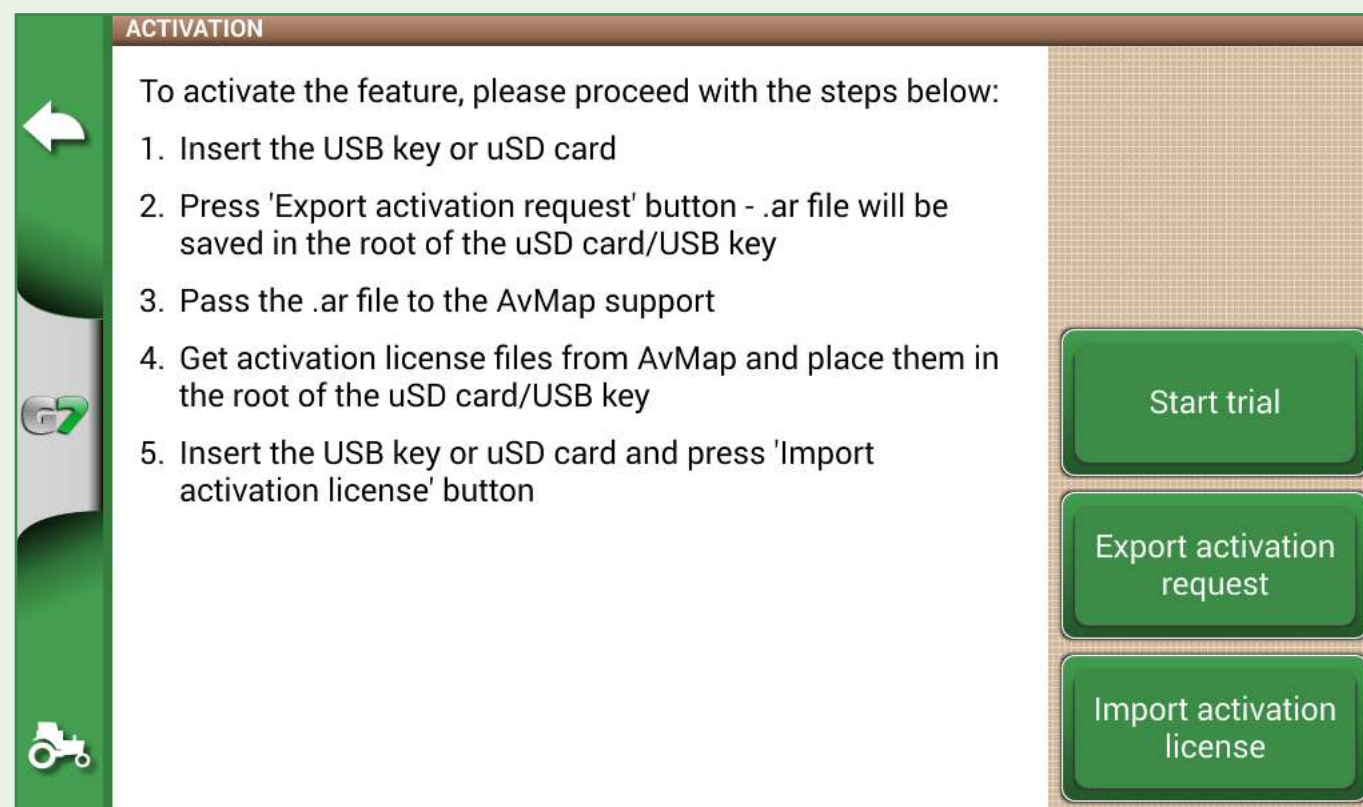 ACTIVATION
To activate the feature, please proceed with the steps below:
1. Insert the USB key or uSD card
2. Press 'Export activation request' button - .ar file will be
saved in the root of the uSD card/USB key
3. Pass the .ar file to the AvMap support
4. Get activation license files from AvMap and place them in
the root of the uSD card/USB key
5. Insert the USB key or uSD card and press 'Import
activation license' button
G7
Start trial
Export activation
request
Import activation
license